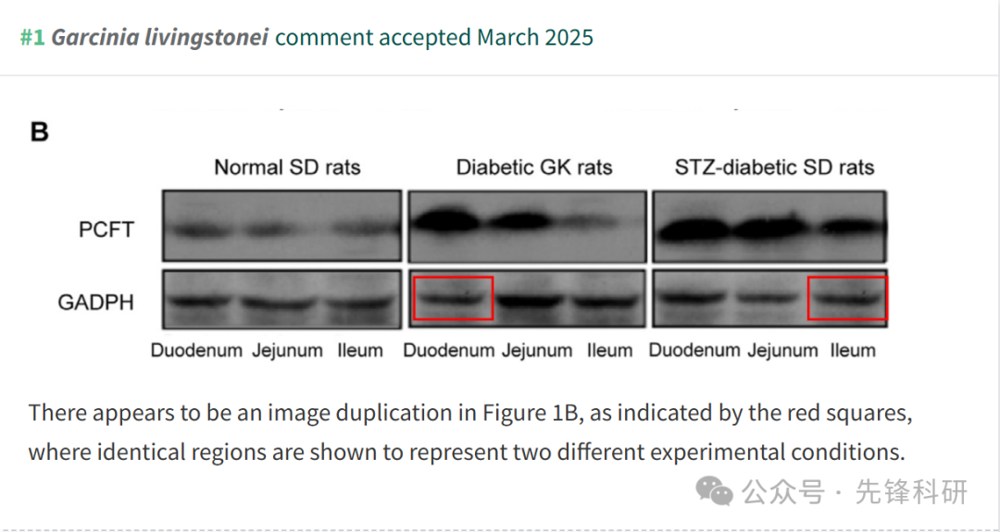 #1 Garcinia livingstonei comment accepted March 2025
B
Normal SD rats Diabetic GK rats STZ-diabetic SD rats
PCFT
GADPH
Duodenum Jejunum Ileum Duodenum Jejunum Ileum Duodenum Jejunum Ileum
There appears to be an image duplication in Figure 1B, as indicated by the red squares,
where identical regions are shown to represent two different experimental conditions.
公众号 · 先锋科研